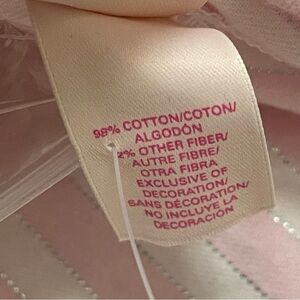 98% COTTON/COTON/
ALGODÓN
2% OTHER FIBER/
AUTRE FIBRE/
OTRA FIBRA
EXCLUSIVE OF
DECORATION/
SANS DÉCORATION/
NO INCLUYE LA
DECORACIÓN